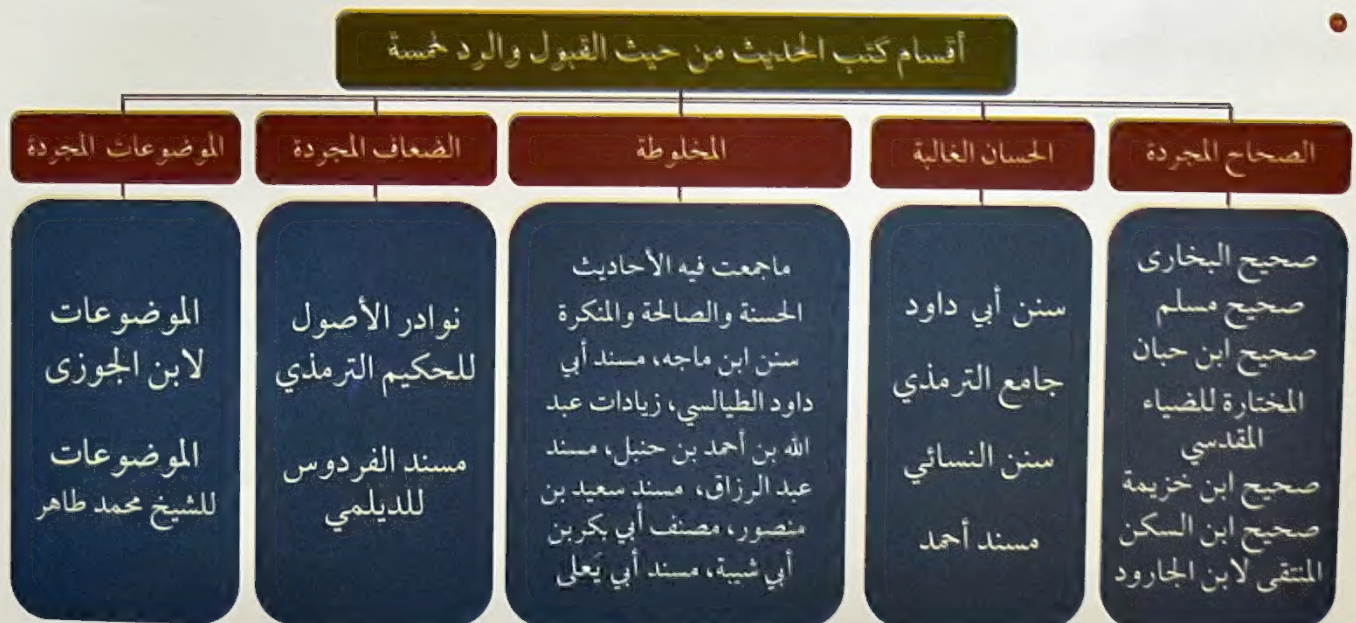 أقسام كتب الحديث من حيث القبول والرد خمسة
الصحاح المجردة
صحيح البخارى
صحيح مسلم
صحيح ابن حبان
المختارة للضياء
المقدسي
صحيح ابن خزيمة
صحيح ابن السكن
المنتقى لابن الجارود
الحسان الغالبة
سنن أبي داود
جامع الترمذي
سنن النسائي
مسند أحمد
المخلوطة
ماجمعت فيه الأحاديث
الحسنة والصالحة والمنكرة
سنن ابن ماجه، مسند أبي
داود الطيالسي، زيادات عبد
الله بن أحمد بن حنبل، مسند
عبد الرزاق، مسند سعيد بن
منصور، مصنف أبي بكر بن
أبي شيبة، مسند أبي يَعلى
الضعاف المجردة
نوادر الأصول
للحكيم الترمذي
مسند الفردوس
للديلمي
الموضوعات المجردة
الموضوعات
لابن الجوزى
الموضوعات
للشيخ محمد طاهر